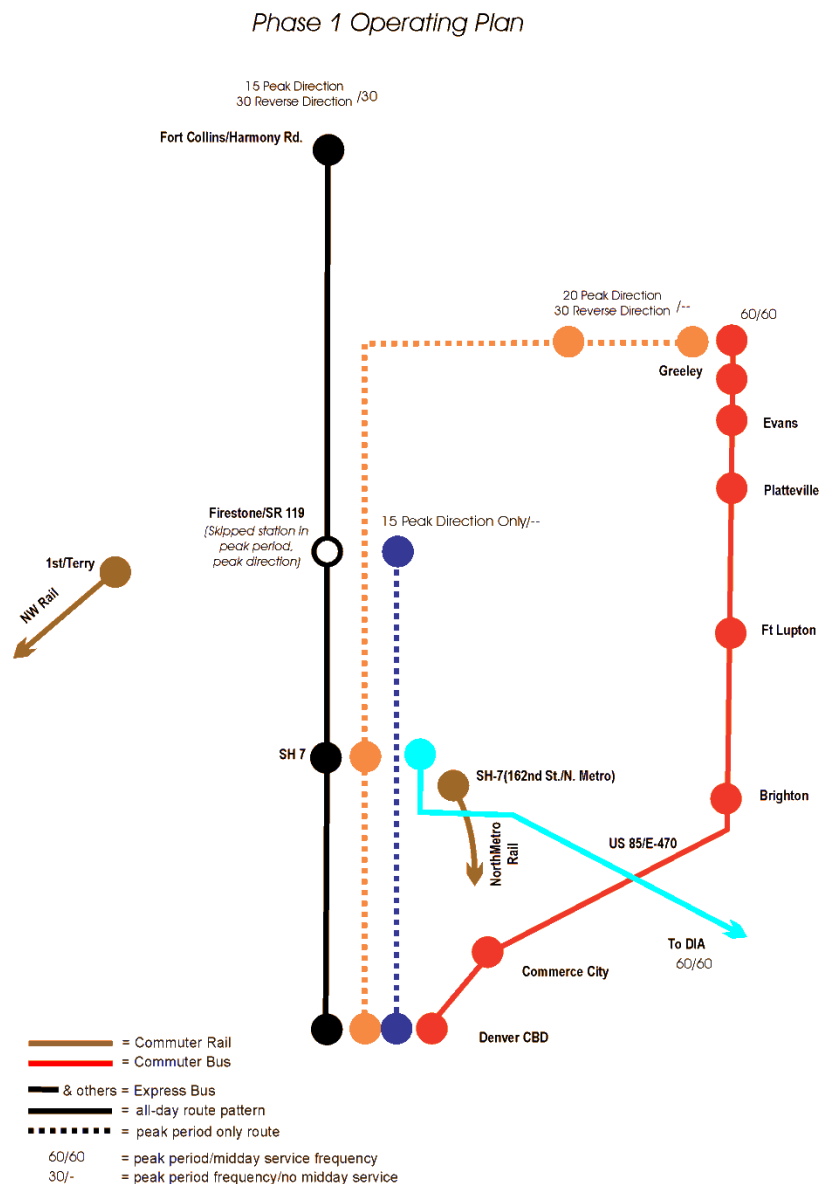 Phase 1 Operating Plan
15 Peak Direction
30 Reverse Direction /30
Fort Collins/Harmony Rd.
20 Peak Direction
30 Reverse Direction /--
60/60
Greeley
Evans
Platteville
Firestone/SR 119
(Skipped station in
peak period,
peak direction)
15 Peak Direction Only/--
1st/Terry
NW Rail
Ft Lupton
SH 7
SH-7(162nd St./N. Metro)
Brighton
NorthMetro
Rail
US 85/E-470
To DIA
60/60
Commerce City
Denver CBD
= Commuter Rail
= Commuter Bus
& others = Express Bus
= all-day route pattern
= peak period only route
60/60 = peak period/midday service frequency
30/- = peak period frequency/no midday service